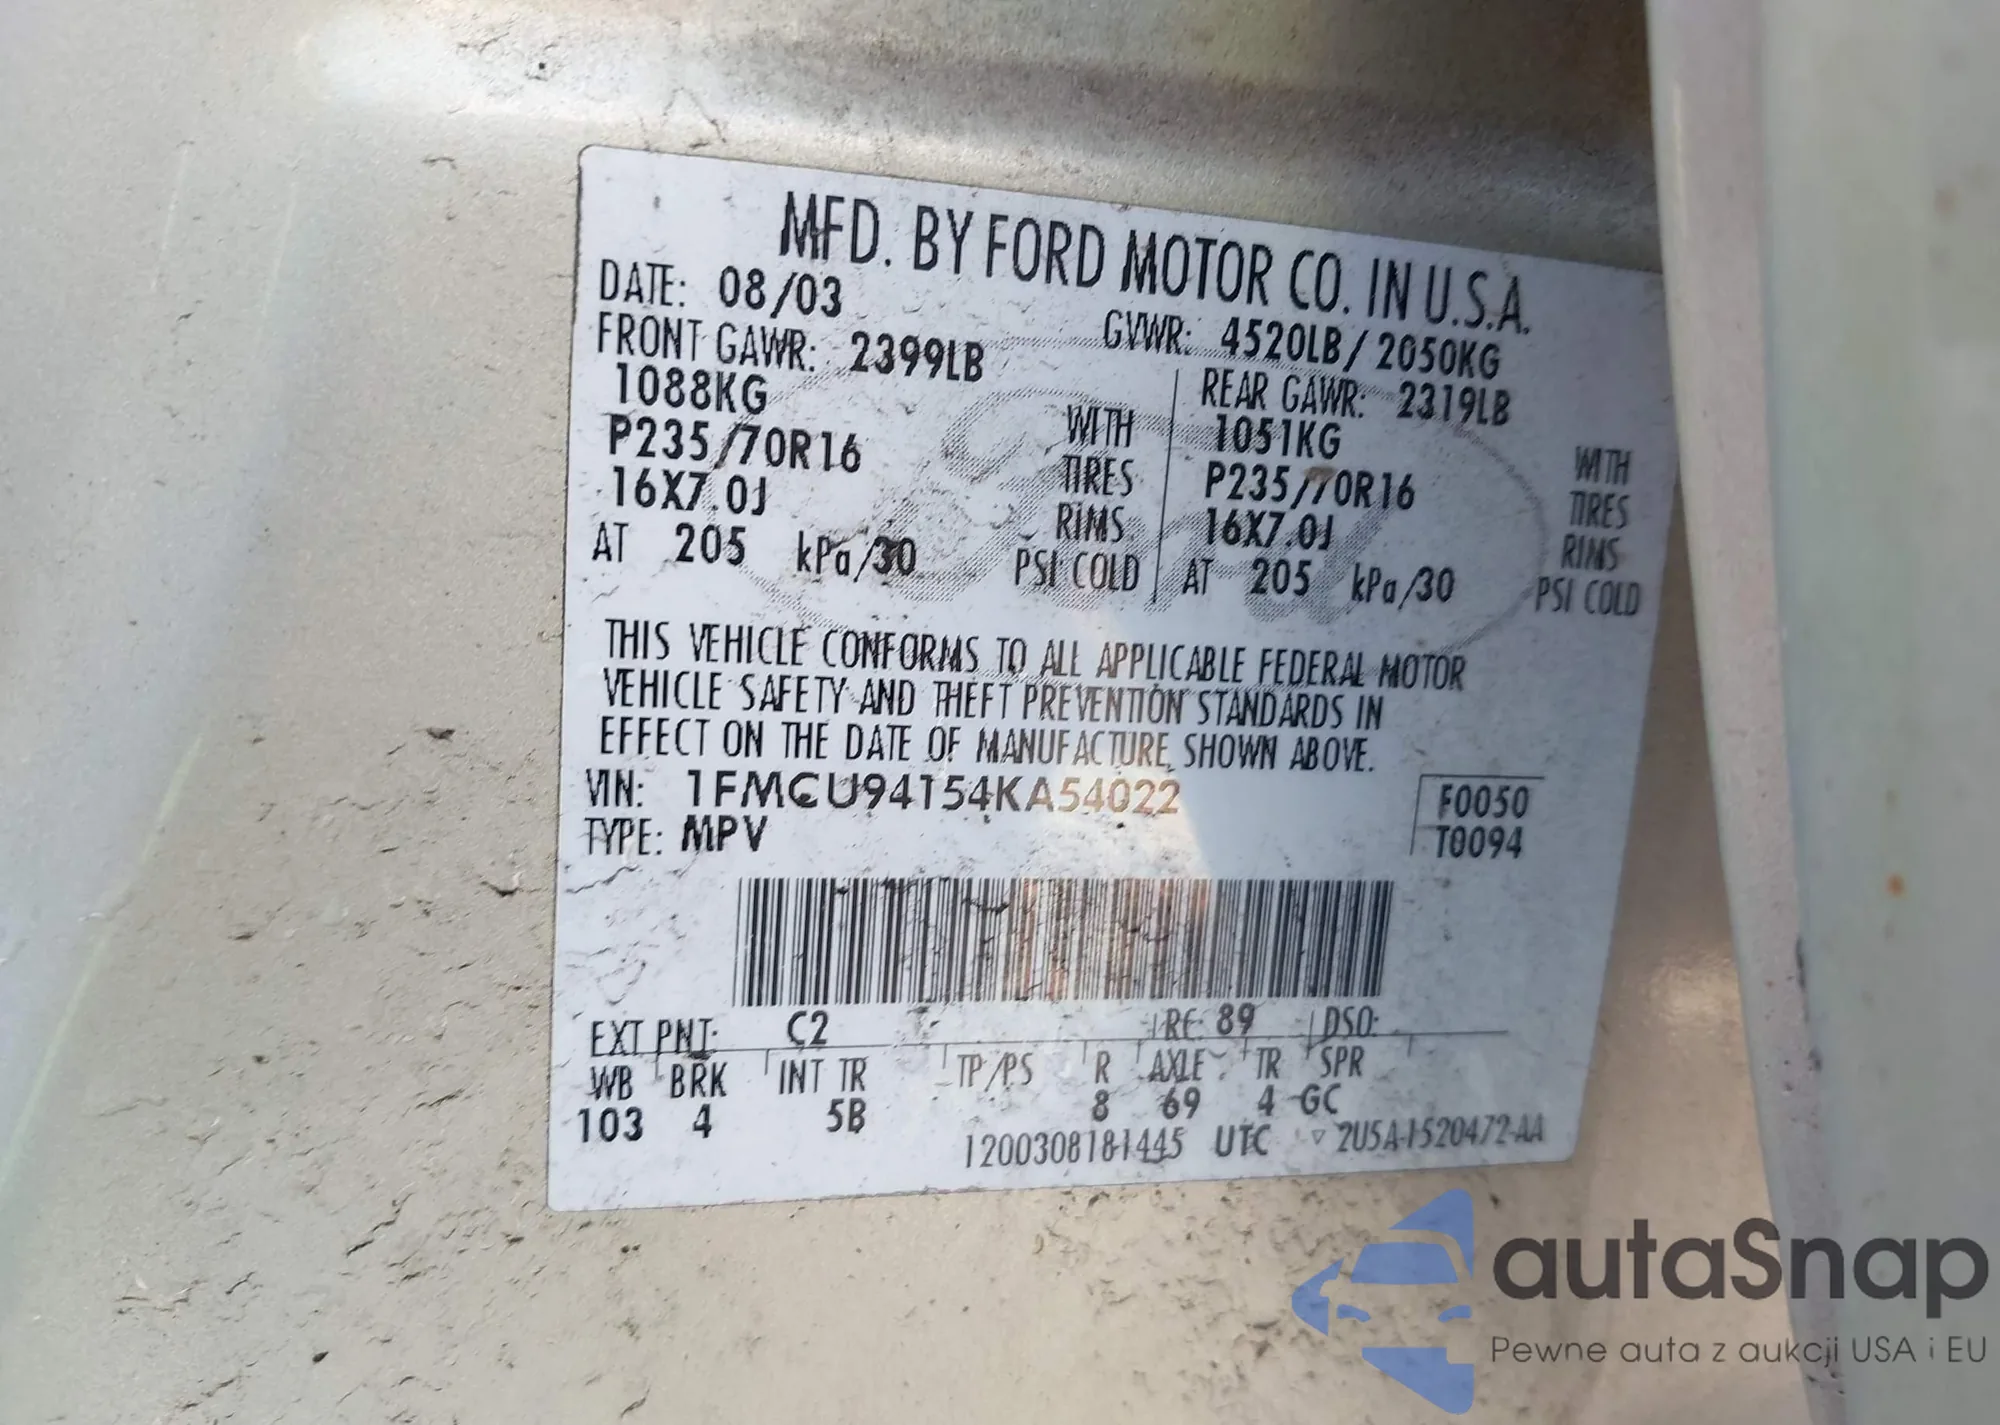 MFD. BY FORD MOTOR CO. IN U.S.A.
DATE: 08/03 GVWR: 4520LB/2050KG
FRONT GAWR: 2399LB REAR GAWR: 2319LB
1088KG WITH 1051KG WITH
P235/70R16 TIRES P235/70R16 TIRES
16X7.0J RIMS 16X7.0J RIMS
AT 205 kPa/30 PSI COLD AT 205 kPa/30 PSI COLD
THIS VEHICLE CONFORMS TO ALL APPLICABLE FEDERAL MOTOR
VEHICLE SAFETY AND THEFT PREVENTION STANDARDS IN
EFFECT ON THE DATE OF MANUFACTURE SHOWN ABOVE.
VIN: 1FMCU94154KA54022 F0050
TYPE: MPV T0094
EXT PNT: C2 RC: 89 DSO:
WB BRK INT TR TP/PS R AXLE TR SPR
103 4 5B 8 69 4 GC
1200308181445 UTC ▽ 2U5A-1520472-AA
autaSnap
Pewne auta z aukcji USA i EU